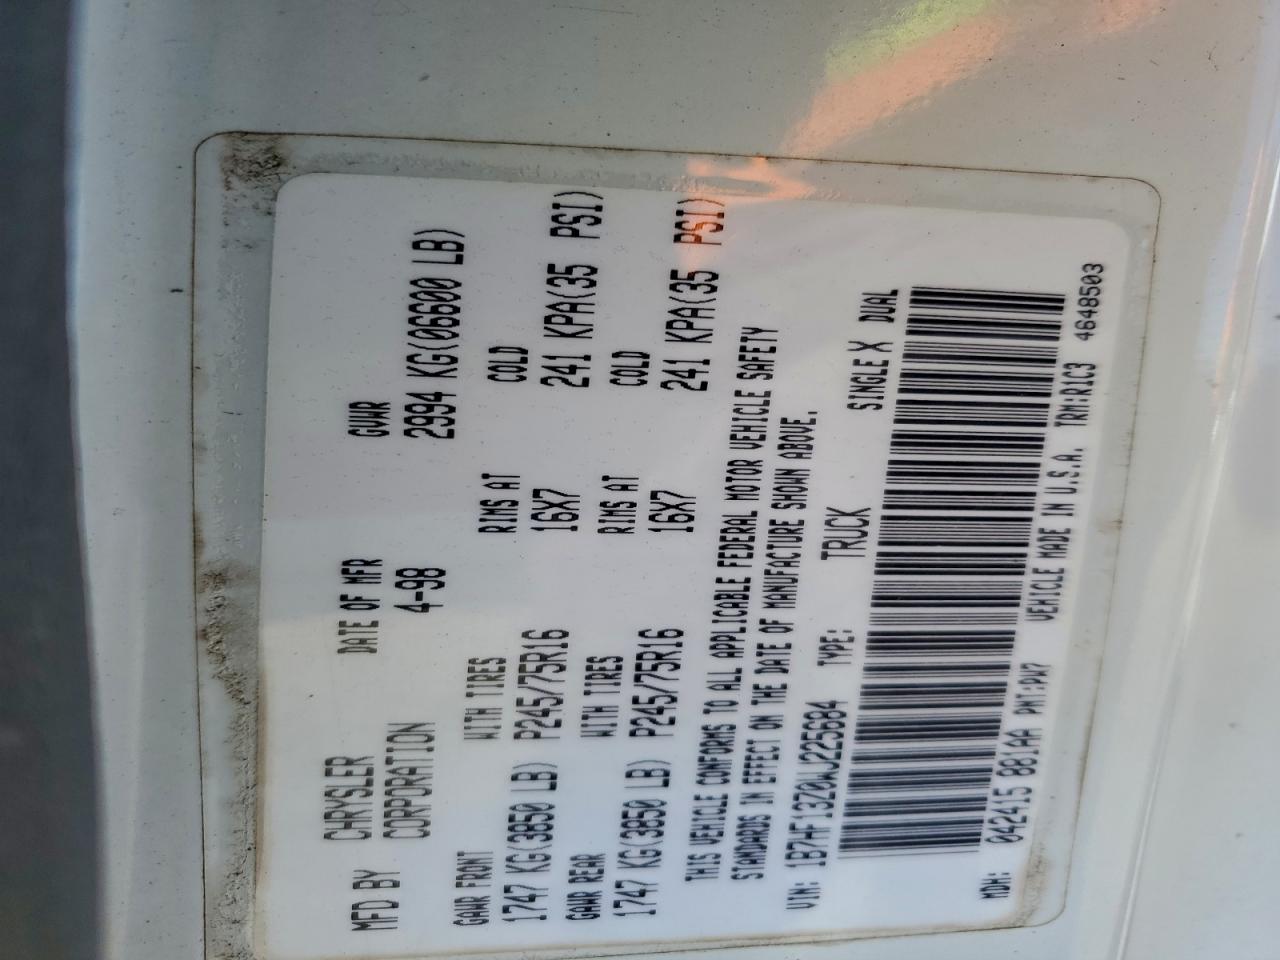 MFD BY CHRYSLER CORPORATION DATE OF MFR 4-98 GVWR 2994 KG(06600 LB)
GAWR FRONT WITH TIRES RIMS AT COLD
1747 KG(3850 LB) P245/75R16 16X7 241 KPA(35 PSI)
GAWR REAR WITH TIRES RIMS AT COLD
1747 KG(3850 LB) P245/75R16 16X7 241 KPA(35 PSI)
THIS VEHICLE CONFORMS TO ALL APPLICABLE FEDERAL MOTOR VEHICLE SAFETY
STANDARDS IN EFFECT ON THE DATE OF MANUFACTURE SHOWN ABOVE.
VIN: 1B7HF13Z0WJ225684 TYPE: TRUCK SINGLE X DUAL
MDH: 042415 881AA PNT:PW7 VEHICLE MADE IN U.S.A. TRM:R1C3 4648503